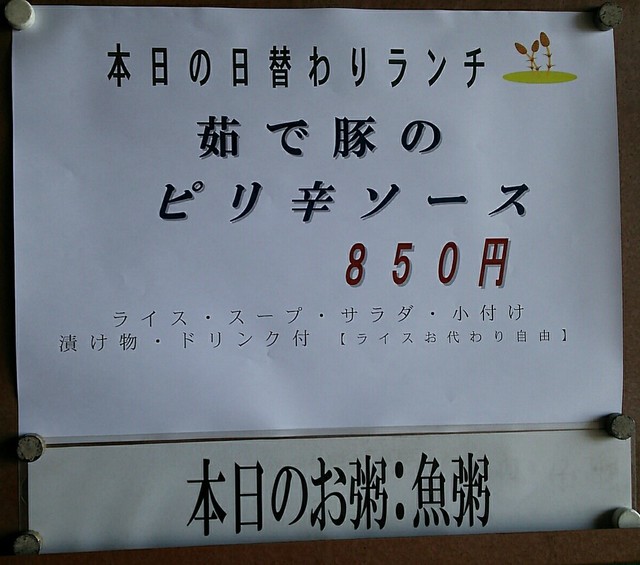 本日の日替わりランチ
茹で豚の
ピリ辛ソース
850円
ライス・スープ・サラダ・小付け
漬け物・ドリンク付 【ライスお代わり自由】
本日のお粥:魚粥